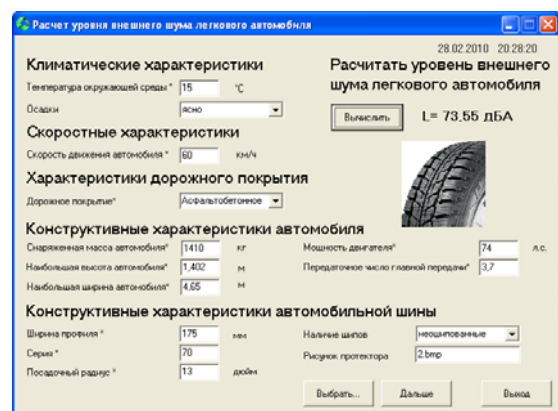 Расчет уровня внешнего шума легкового автомобиля
28.02.2010 20:28:20
Климатические характеристики
Температура окружающей среды * 15 °C
Осадки ясно
Расчитать уровень внешнего
шума легкового автомобиля
Вычислить L= 73,55 дБА
Скоростные характеристики
Скорость движения автомобиля * 60 км/ч
Характеристики дорожного покрытия
Дорожное покрытие* Асфальтобетонное
Конструктивные характеристики автомобиля
Снаряженная масса автомобиля* 1410 кг
Наибольшая высота автомобиля* 1,402 м
Наибольшая ширина автомобиля* 4,65 м
Мощность двигателя* 74 л.с.
Передаточное число главной передачи* 3,7
Конструктивные характеристики автомобильной шины
Ширина профиля * 175 мм
Серия * 70
Посадочный радиус * 13 дюйм
Наличие шипов неошипованные
Рисунок протектора 2.bmp
Выбрать... Дальше Выход